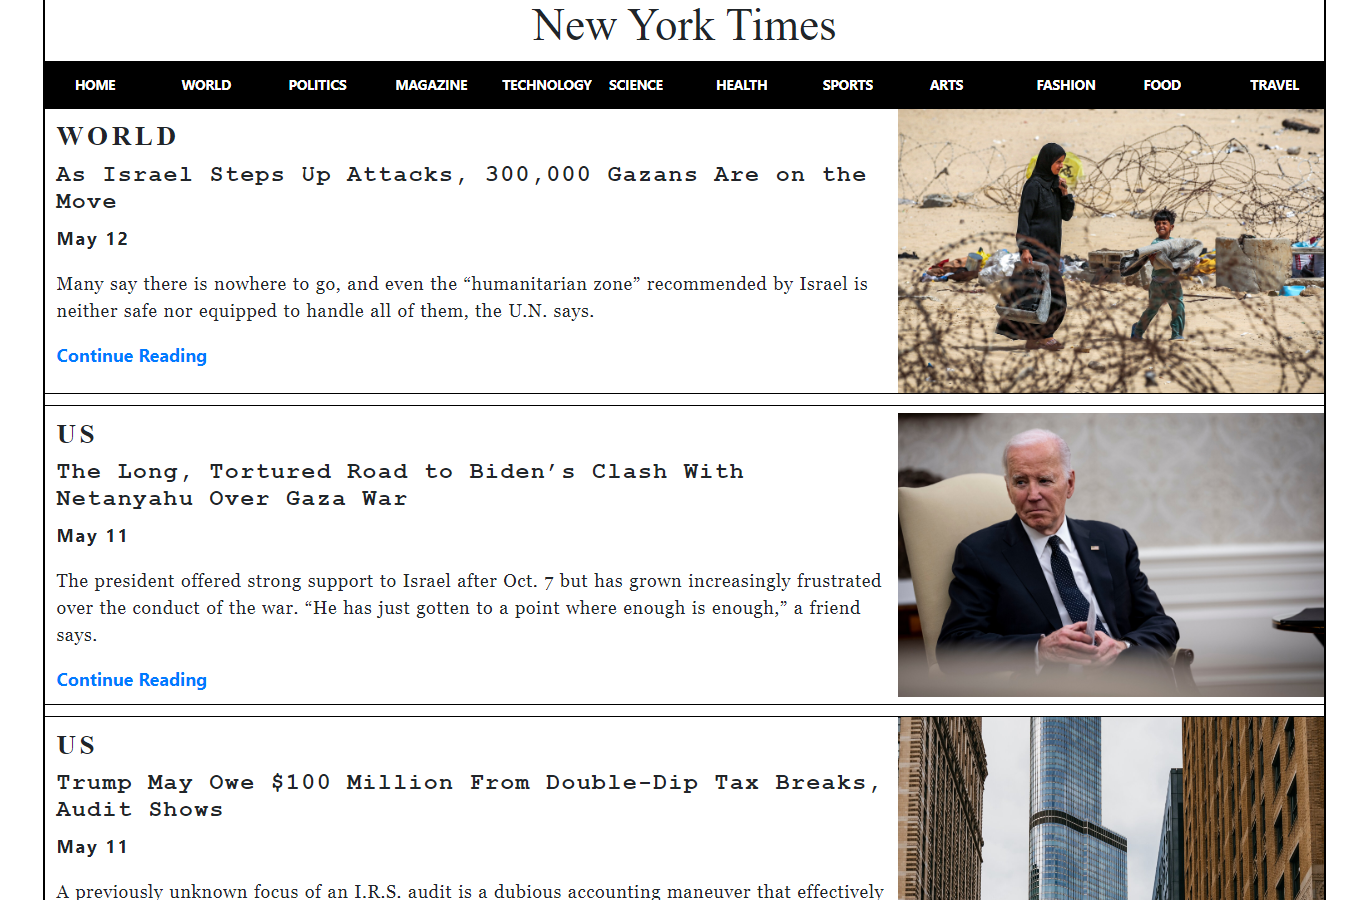 New York Times
HOME WORLD POLITICS MAGAZINE TECHNOLOGY SCIENCE HEALTH SPORTS ARTS FASHION FOOD TRAVEL
WORLD
As Israel Steps Up Attacks, 300,000 Gazans Are on the
Move
May 12
Many say there is nowhere to go, and even the “humanitarian zone” recommended by Israel is
neither safe nor equipped to handle all of them, the U.N. says.
Continue Reading
US
The Long, Tortured Road to Biden’s Clash With
Netanyahu Over Gaza War
May 11
The president offered strong support to Israel after Oct. 7 but has grown increasingly frustrated
over the conduct of the war. “He has just gotten to a point where enough is enough,” a friend
says.
Continue Reading
US
Trump May Owe $100 Million From Double-Dip Tax Breaks,
Audit Shows
May 11
A previously unknown focus of an I.R.S. audit is a dubious accounting maneuver that effectively